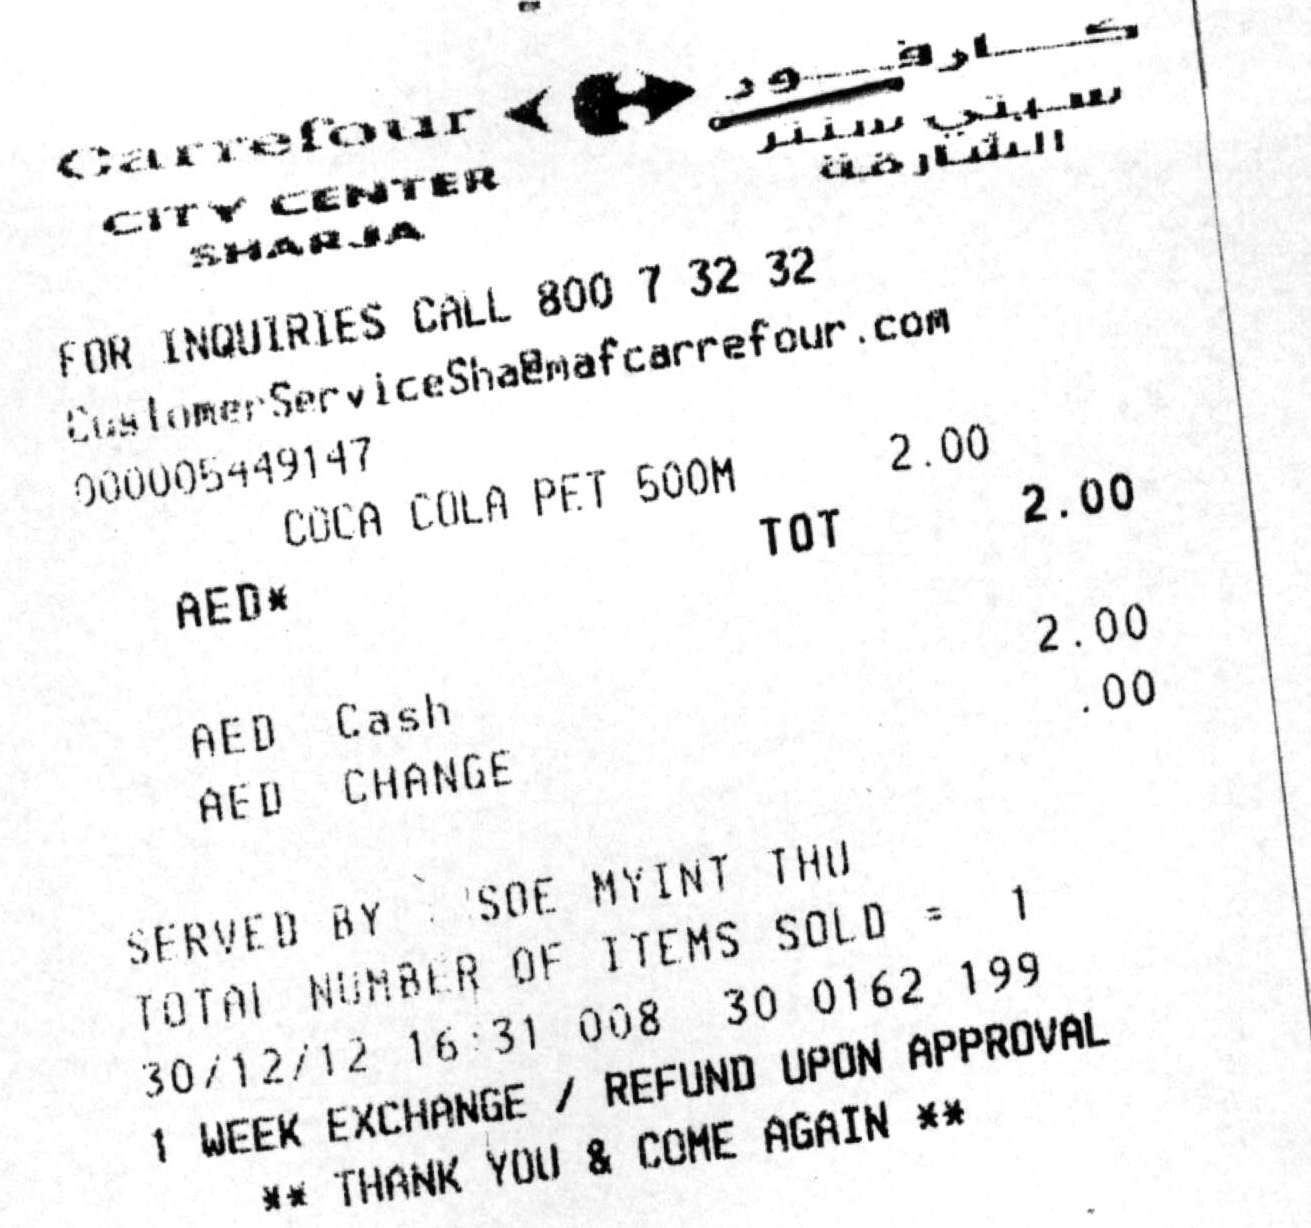 Carrefour كارفور
CITY CENTER سيتي سنتر
SHARJA الشارقة
FOR INQUIRIES CALL 800 7 32 32
CustomerServiceSha@mafcarrefour.com
000005449147
COCA COLA PET 500M 2.00
AED* TOT 2.00
AED Cash 2.00
AED CHANGE .00
SERVED BY : SOE MYINT THU
TOTAL NUMBER OF ITEMS SOLD = 1
30/12/12 16:31 008 30 0162 199
1 WEEK EXCHANGE / REFUND UPON APPROVAL
** THANK YOU & COME AGAIN **